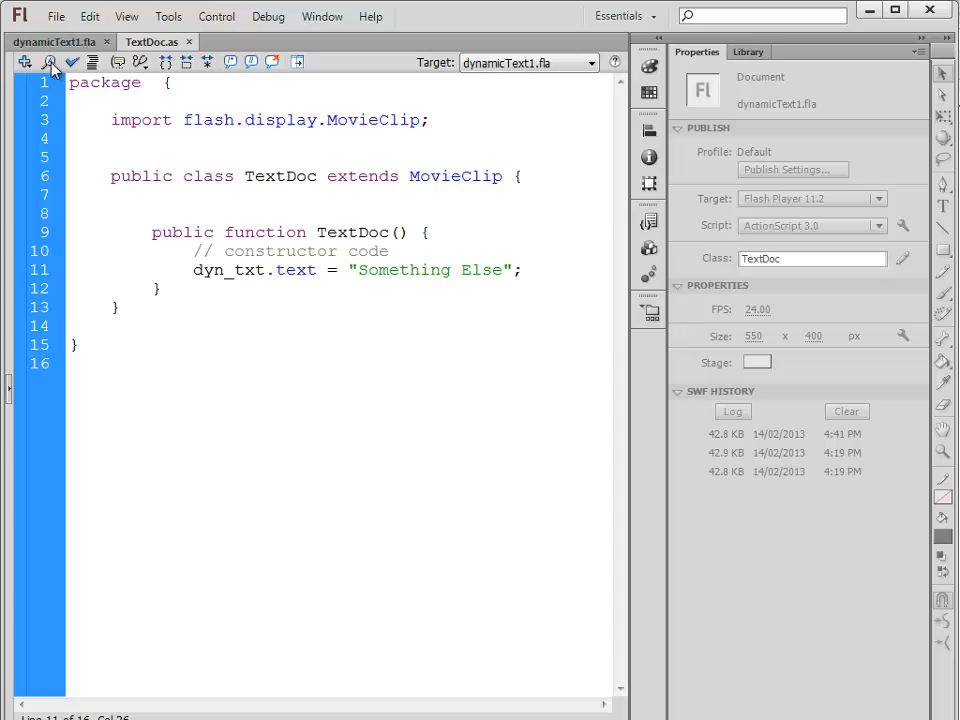 Fl File Edit View Tools Control Debug Window Help Essentials
dynamicText1.fla × TextDoc.as ×
Target: dynamicText1.fla
1 package {
2
3 import flash.display.MovieClip;
4
5
6 public class TextDoc extends MovieClip {
7
8
9 public function TextDoc() {
10 // constructor code
11 dyn_txt.text = "Something Else";
12 }
13 }
14
15 }
16
Line 11 of 16, Col 26
Properties Library
Fl
Document
dynamicText1.fla
PUBLISH
Profile: Default
Publish Settings...
Target: Flash Player 11.2
Script: ActionScript 3.0
Class: TextDoc
PROPERTIES
FPS: 24.00
Size: 550 x 400 px
Stage:
SWF HISTORY
Log Clear
42.8 KB 14/02/2013 4:41 PM
42.9 KB 14/02/2013 4:19 PM
42.8 KB 14/02/2013 4:19 PM